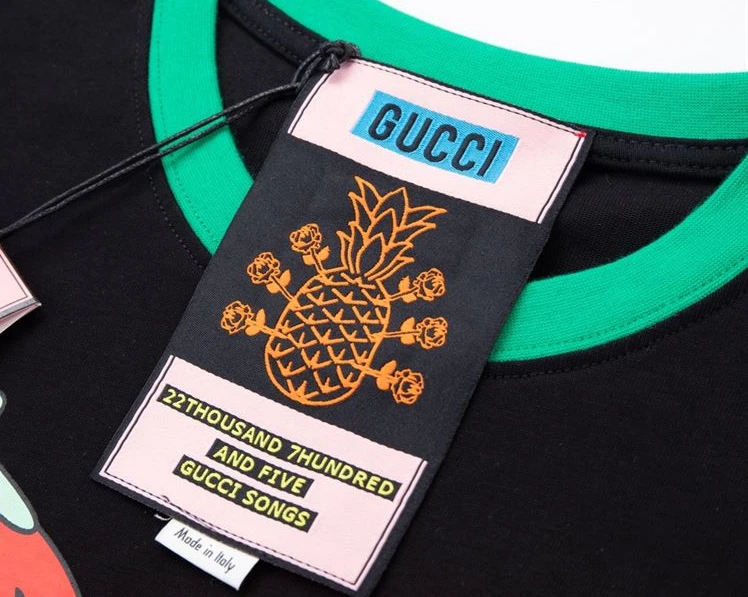 GUCCI
22THOUSAND 7HUNDRED
AND FIVE
GUCCI SONGS
Made in Italy